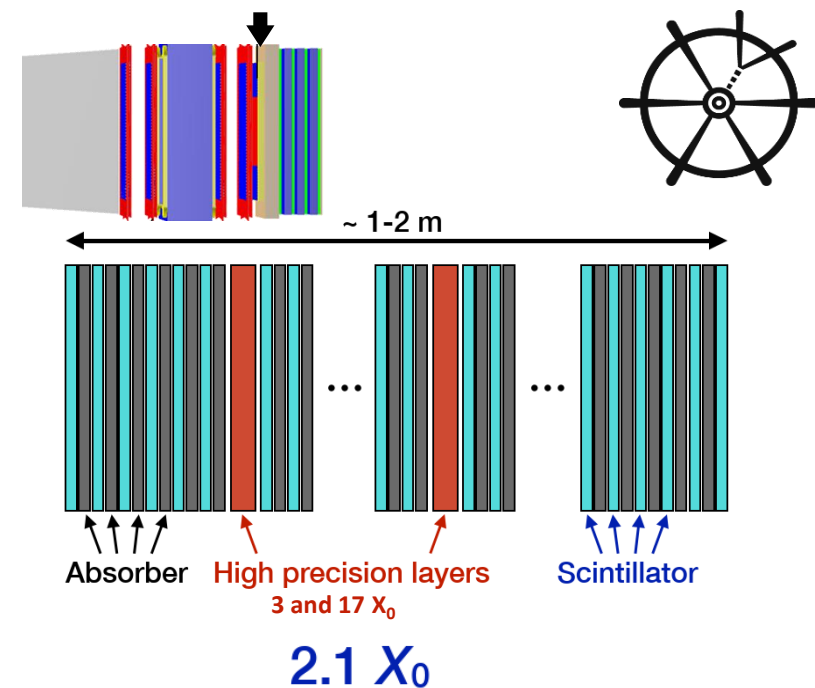 ~ 1-2 m
... ...
Absorber High precision layers Scintillator
3 and 17 X₀
2.1 X₀